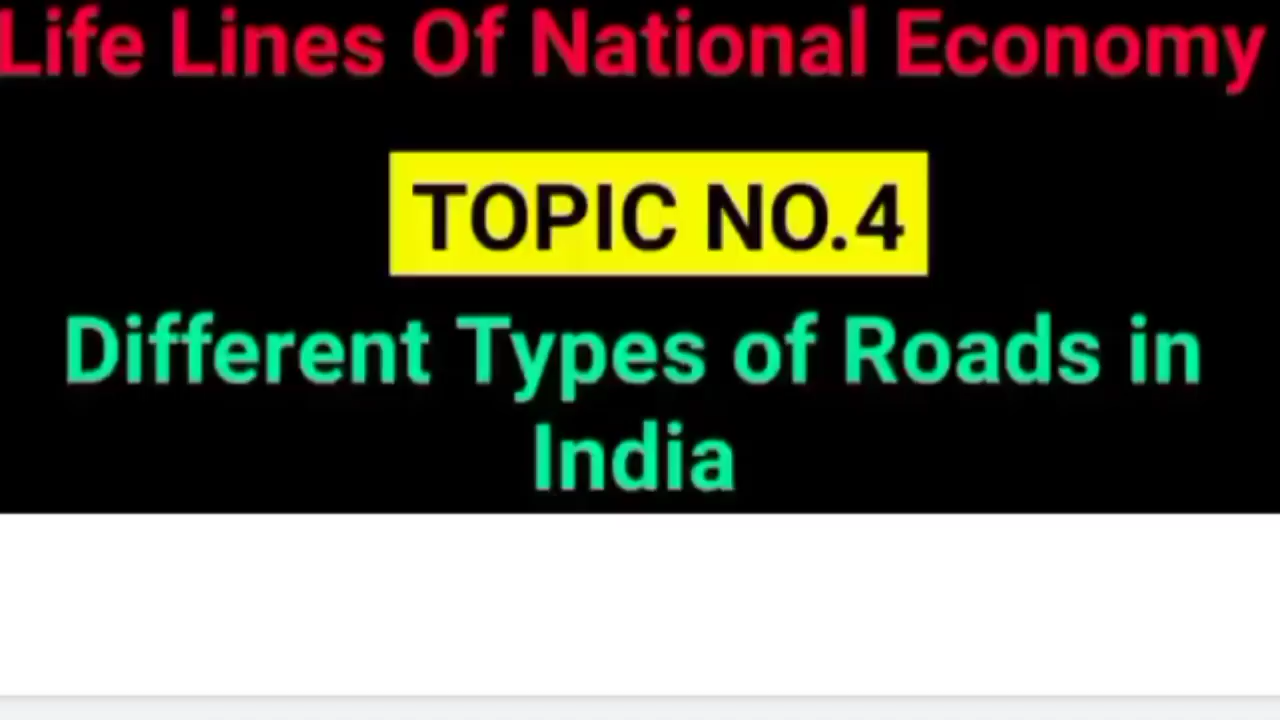 Life Lines Of National Economy
TOPIC NO.4
Different Types of Roads in
India